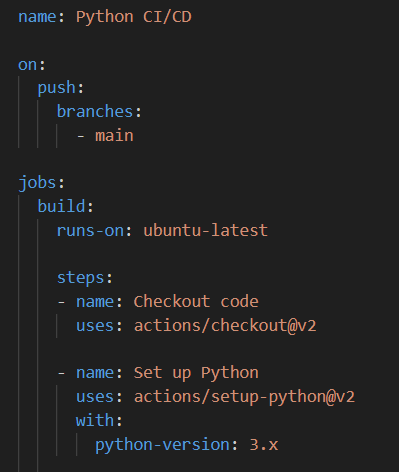 name: Python CI/CD
on:
push:
branches:
- main
jobs:
build:
runs-on: ubuntu-latest
steps:
- name: Checkout code
uses: actions/checkout@v2
- name: Set up Python
uses: actions/setup-python@v2
with:
python-version: 3.x